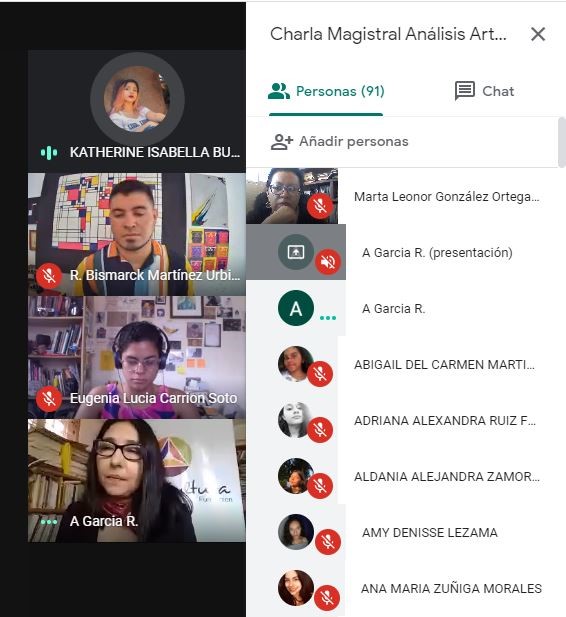 Charla Magistral Análisis Art...
Personas (91)
Chat
Añadir personas
KATHERINE ISABELLA BU...
R. Bismarck Martínez Urbi...
Eugenia Lucia Carrion Soto
A Garcia R.
Marta Leonor González Ortega...
A Garcia R. (presentación)
A
A Garcia R.
ABIGAIL DEL CARMEN MARTI...
ADRIANA ALEXANDRA RUIZ F...
ALDANIA ALEJANDRA ZAMOR...
AMY DENISSE LEZAMA
ANA MARIA ZUÑIGA MORALES